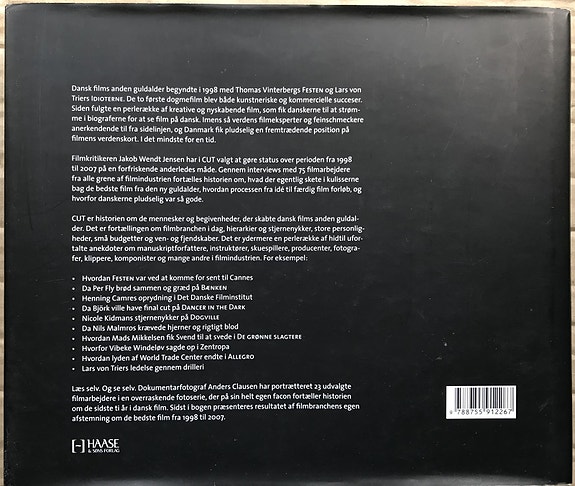 Dansk films anden guldalder begyndte i 1998 med Thomas Vinterbergs FESTEN og Lars von
Triers IDIOTERNE. De to første dogmefilm blev både kunstneriske og kommercielle succeser.
Siden fulgte en perlerække af kreative og nyskabende film, som fik danskerne til at strøm-
me i biograferne for at se film på dansk. Imens så verdens filmeksperter og feinschmeckere
anerkendende til fra sidelinjen, og Danmark fik pludselig en fremtrædende position på
filmens verdenskort. I det mindste for en tid.
Filmkritikeren Jakob Wendt Jensen har i CUT valgt at gøre status over perioden fra 1998
til 2007 på en forfriskende anderledes måde. Gennem interviews med 75 filmarbejdere
fra alle grene af filmindustrien fortælles historien om, hvad der egentlig skete i kulisserne
bag de bedste film fra den ny guldalder, hvordan processen fra idé til færdig film forløb, og
hvorfor danskerne pludselig var så gode.
CUT er historien om de mennesker og begivenheder, der skabte dansk films anden guldal-
der. Det er fortællingen om filmbranchen i dag, hierarkier og stjernenykker, store personlig-
heder, små budgetter og ven- og fjendskaber. Det er ydermere en perlerække af hidtil ufor-
talte anekdoter om manuskriptforfattere, instruktører, skuespillere, producenter, fotogra-
fer, klippere, komponister og mange andre i filmindustrien. For eksempel:
• Hvordan FESTEN var ved at komme for sent til Cannes
• Da Per Fly brød sammen og græd på BÆNKEN
• Henning Camres oprydning i Det Danske Filminstitut
• Da Björk ville have final cut på DANCER IN THE DARK
• Nicole Kidmans stjernenykker på DOGVILLE
• Da Nils Malmros krævede hjerner og rigtigt blod
• Hvordan Mads Mikkelsen fik Svend til at svede i DE GRØNNE SLAGTERE
• Hvorfor Vibeke Windeløv sagde op i Zentropa
• Hvordan lyden af World Trade Center endte i ALLEGRO
• Lars von Triers ledelse gennem drilleri
Læs selv. Og se selv. Dokumentarfotograf Anders Clausen har portrætteret 23 udvalgte
filmarbejdere i en overraskende fotoserie, der på sin helt egen facon fortæller historien
om de sidste ti år i dansk film. Sidst i bogen præsenteres resultatet af filmbranchens egen
afstemning om de bedste film fra 1998 til 2007.
HAASE
& SØNS FORLAG
9 788755 912267